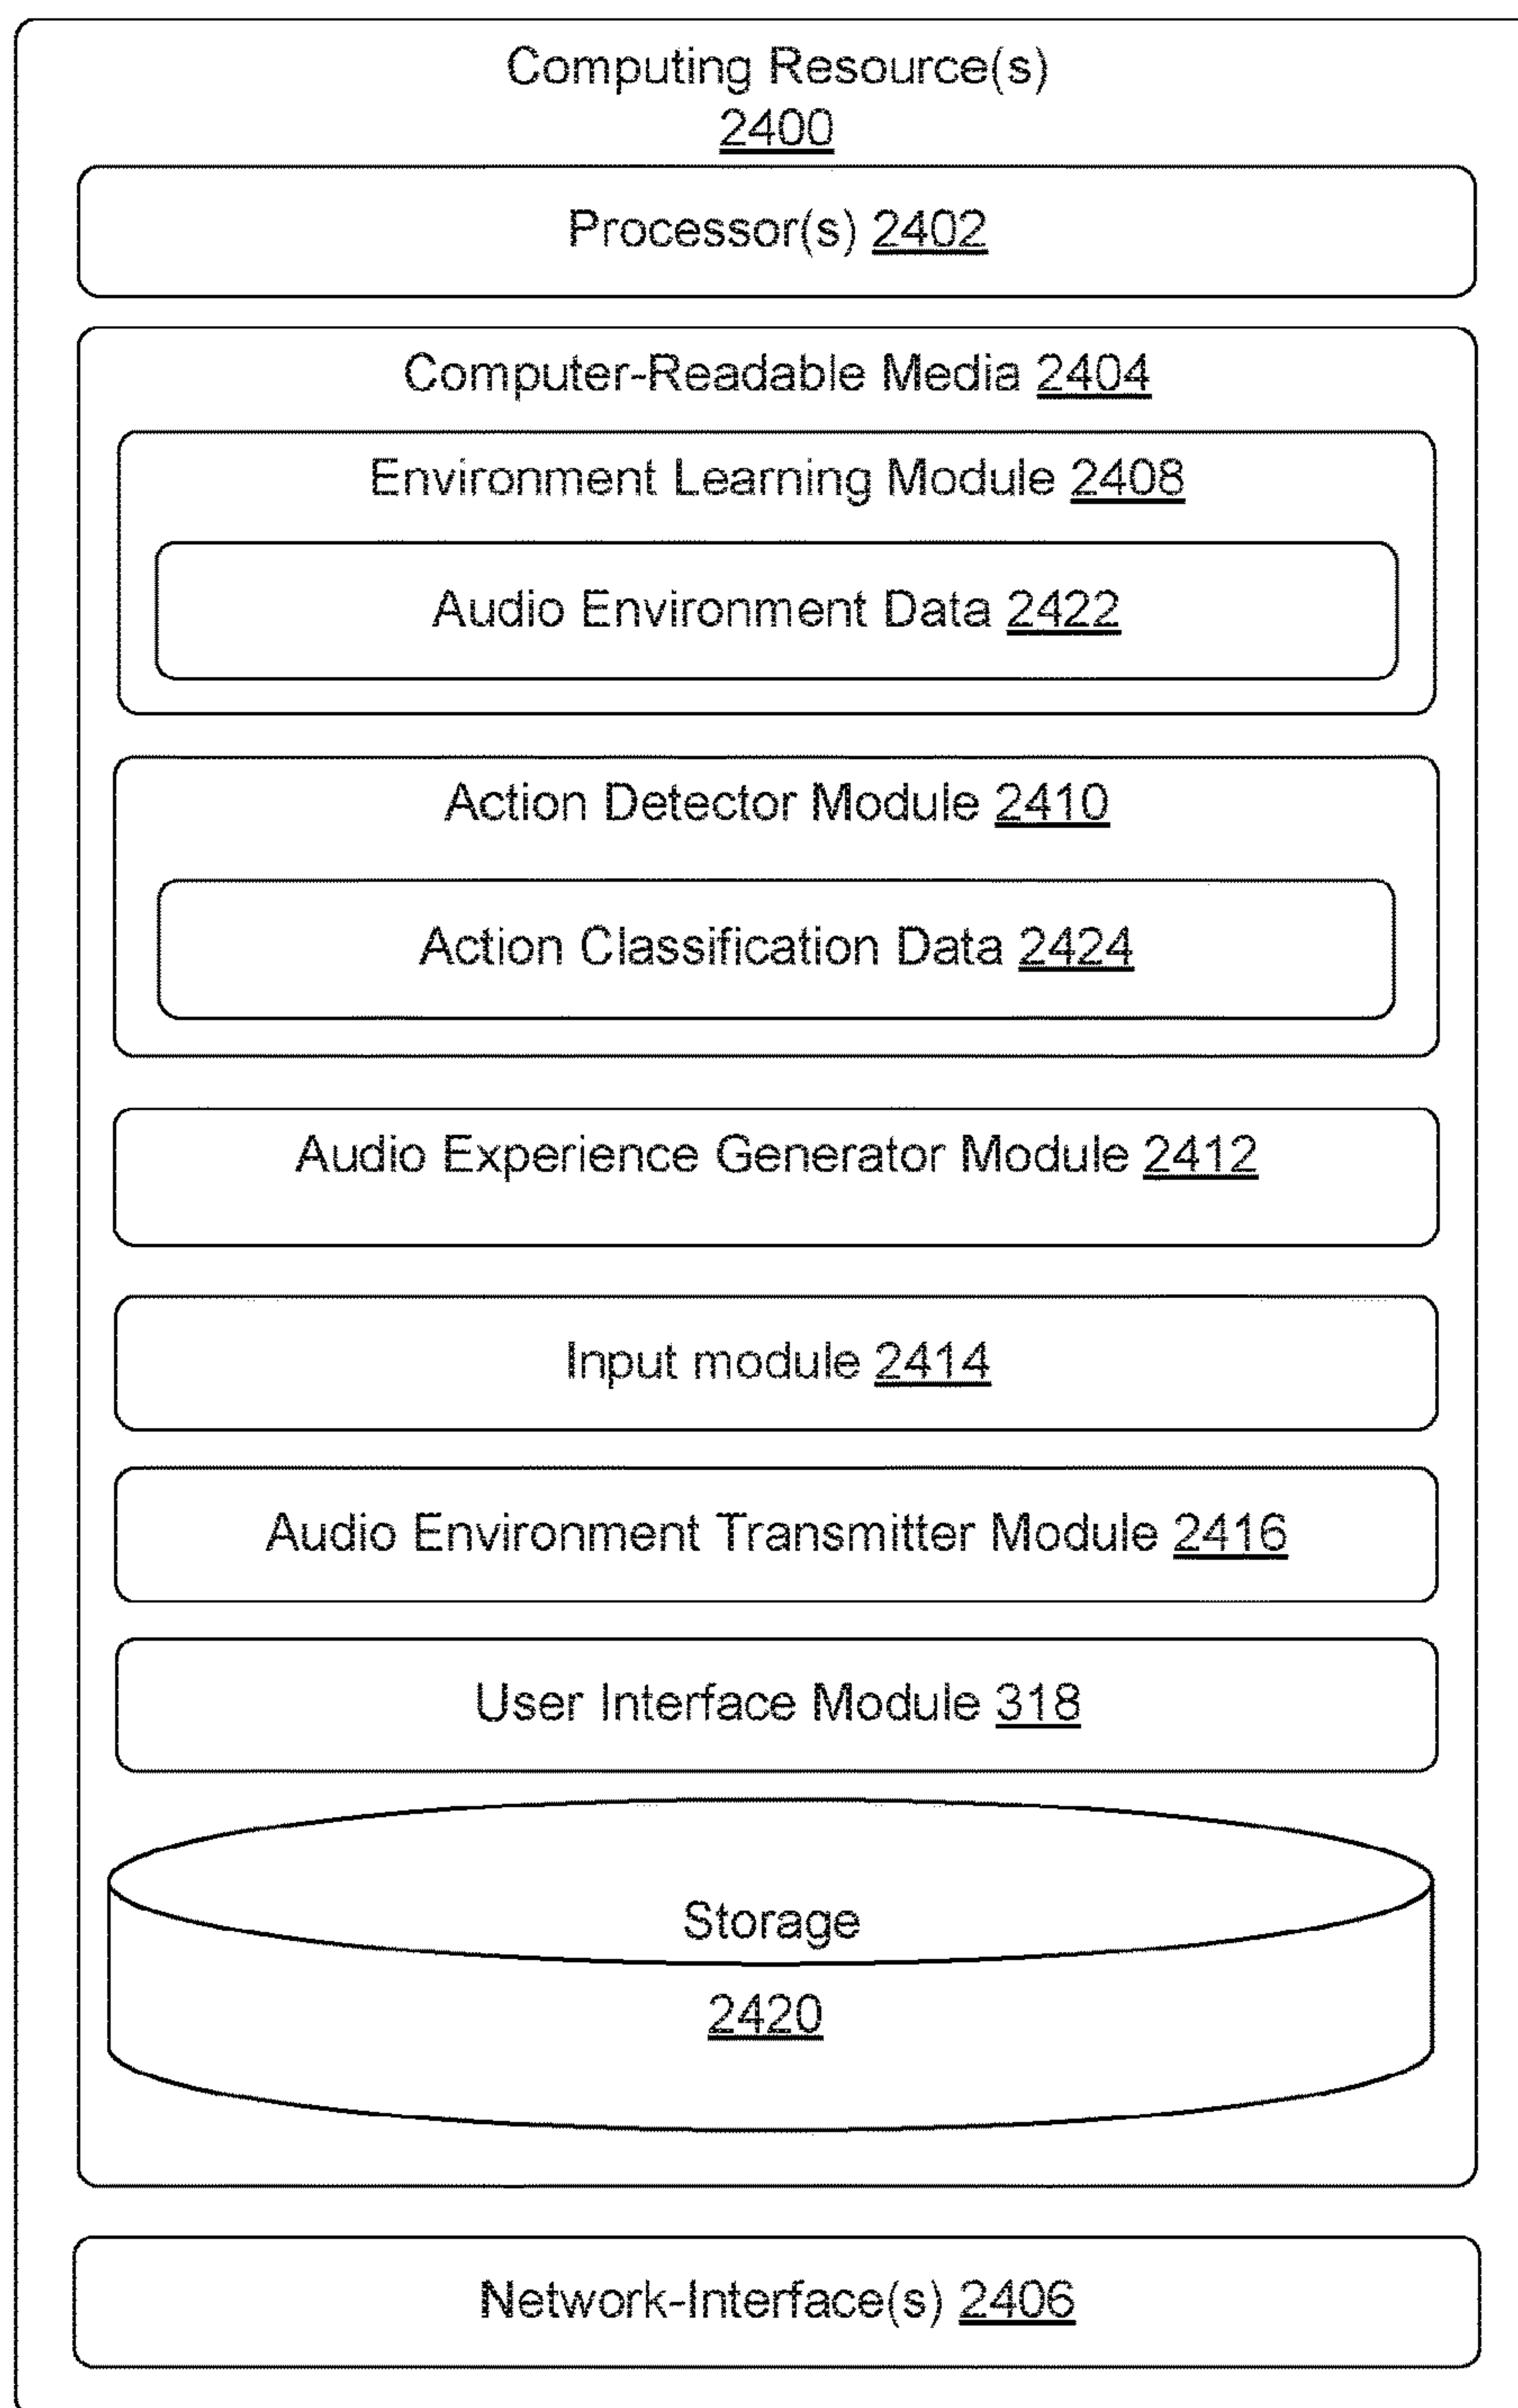 Computing Resource(s)
2400
Processor(s) 2402
Computer-Readable Media 2404
Environment Learning Module 2408
Audio Environment Data 2422
Action Detector Module 2410
Action Classification Data 2424
Audio Experience Generator Module 2412
Input module 2414
Audio Environment Transmitter Module 2416
User Interface Module 318
Storage
2420
Network-Interface(s) 2406